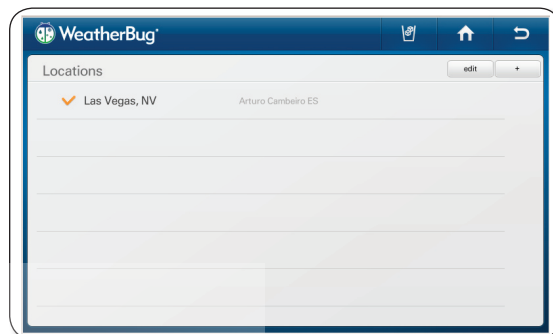 WeatherBug®
Locations
edit
+
Las Vegas, NV
Arturo Cambeiro ES